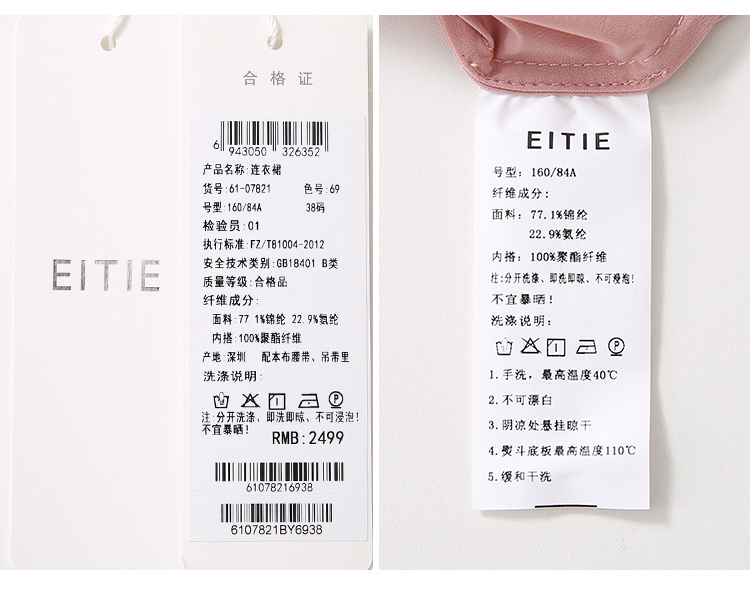 合格证
6 943050 326352
产品名称:连衣裙
货号:61-07821 色号:69
号型:160/84A 38码
检验员:01
执行标准:FZ/T81004-2012
安全技术类别:GB18401 B类
质量等级:合格品
纤维成分:
面料:77.1%锦纶 22.9%氨纶
内搭:100%聚酯纤维
产地:深圳 配本布腰带、吊带里
洗涤说明:
注:分开洗涤、即洗即晾、不可浸泡!
不宜暴晒!
RMB:2499
61078216938
6107821BY6938
EITIE
EITIE
号型: 160/84A
纤维成分:
面料: 77.1%锦纶
22.9%氨纶
内搭: 100%聚酯纤维
注:分开洗涤、即洗即晾、不可浸泡!
不宜暴晒!
洗涤说明:
1.手洗,最高温度40℃
2.不可漂白
3.阴凉处悬挂晾干
4.熨斗底板最高温度110℃
5.缓和干洗